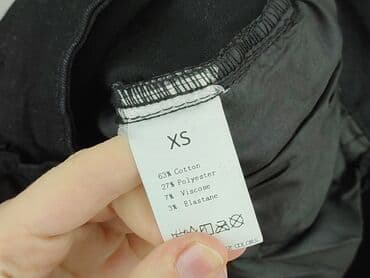 XS
63% Cotton
27% Polyester
7% Viscose
3% Elastane